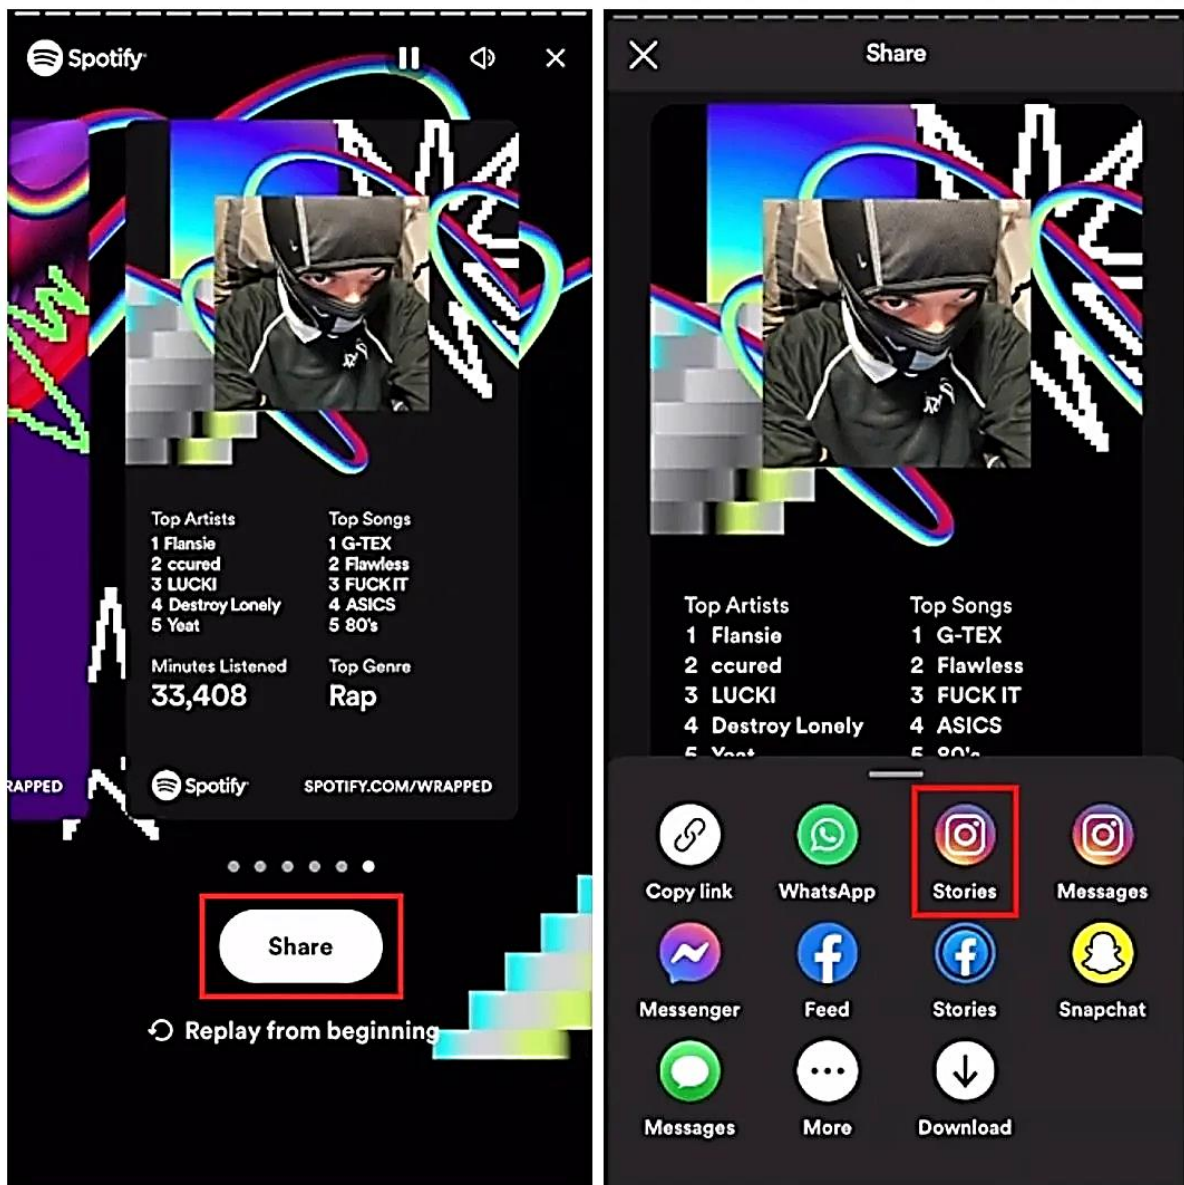 Spotify
Top Artists
1 Flansie
2 ccured
3 LUCKI
4 Destroy Lonely
5 Yeat
Top Songs
1 G-TEX
2 Flawless
3 FUCK IT
4 ASICS
5 80's
Minutes Listened
33,408
Top Genre
Rap
RAPPED
Spotify
SPOTIFY.COM/WRAPPED
Share
Replay from beginning
Share
Top Artists
1 Flansie
2 ccured
3 LUCKI
4 Destroy Lonely
5 Yeat
Top Songs
1 G-TEX
2 Flawless
3 FUCK IT
4 ASICS
5 80's
Copy link
WhatsApp
Stories
Messages
Messenger
Feed
Stories
Snapchat
Messages
More
Download